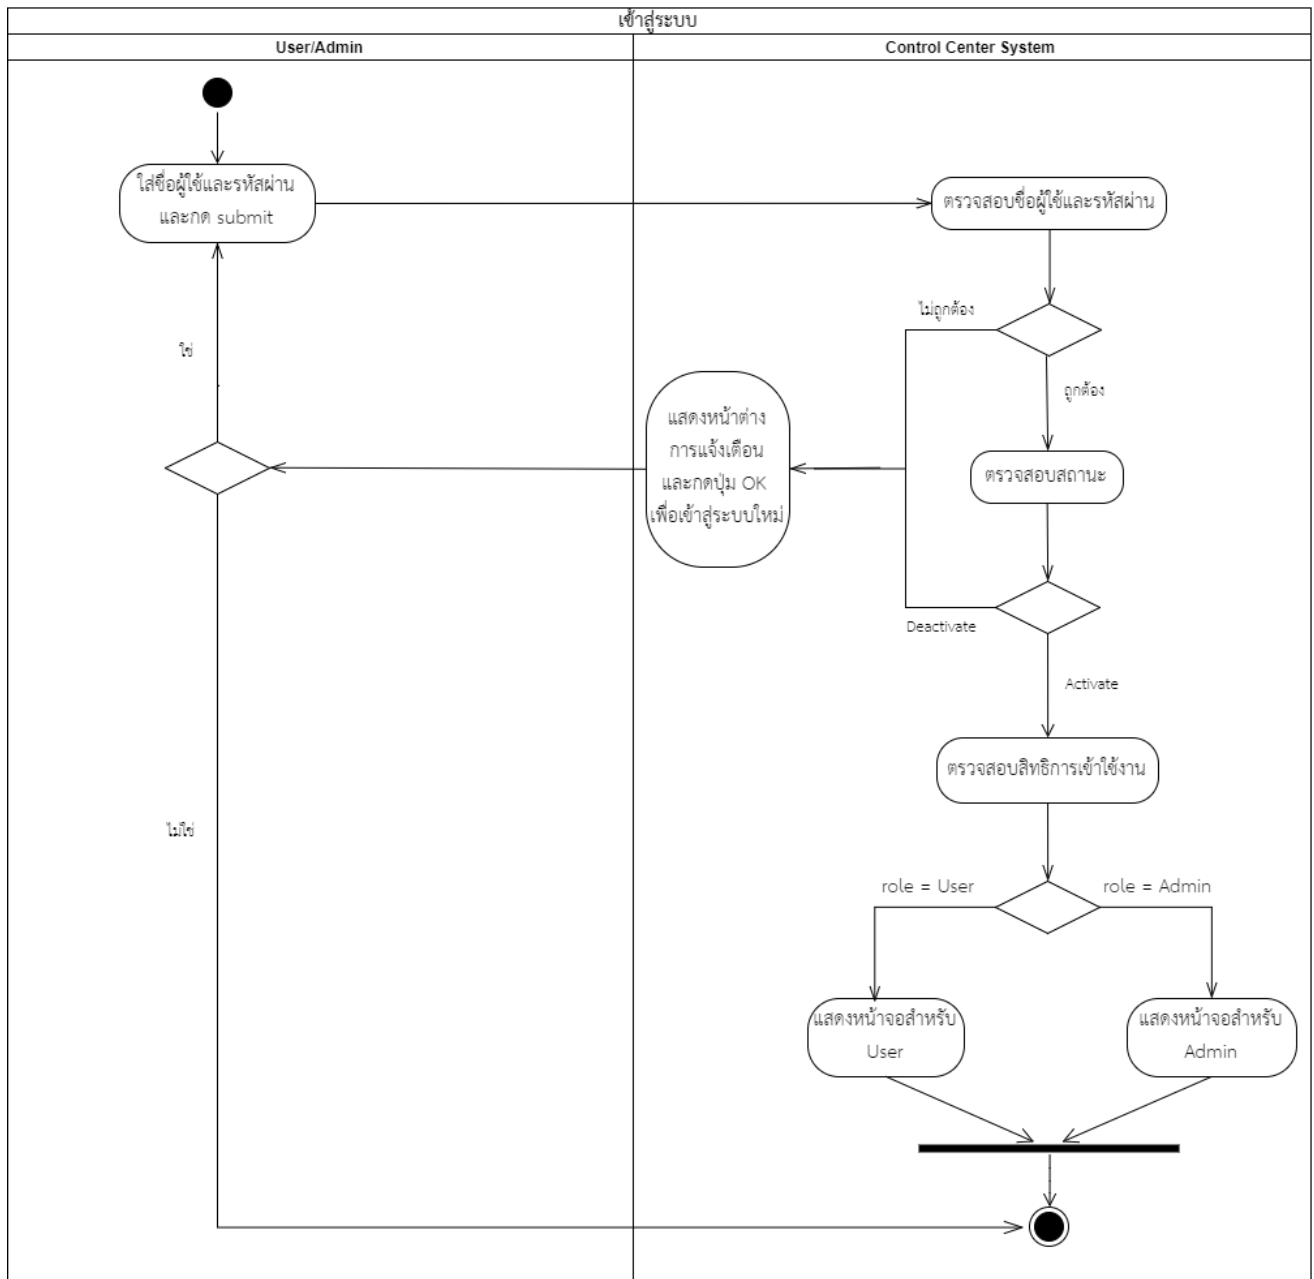 เข้าสู่ระบบ
User/Admin
Control Center System
ใส่ชื่อผู้ใช้และรหัสผ่าน
และกด submit
ตรวจสอบชื่อผู้ใช้และรหัสผ่าน
ไม่ถูกต้อง
ใช่
ถูกต้อง
แสดงหน้าต่าง
การแจ้งเตือน
และกดปุ่ม OK
เพื่อเข้าสู่ระบบใหม่
ตรวจสอบสถานะ
Deactivate
Activate
ตรวจสอบสิทธิการเข้าใช้งาน
ไม่ใช่
role = User
role = Admin
แสดงหน้าจอสำหรับ
User
แสดงหน้าจอสำหรับ
Admin